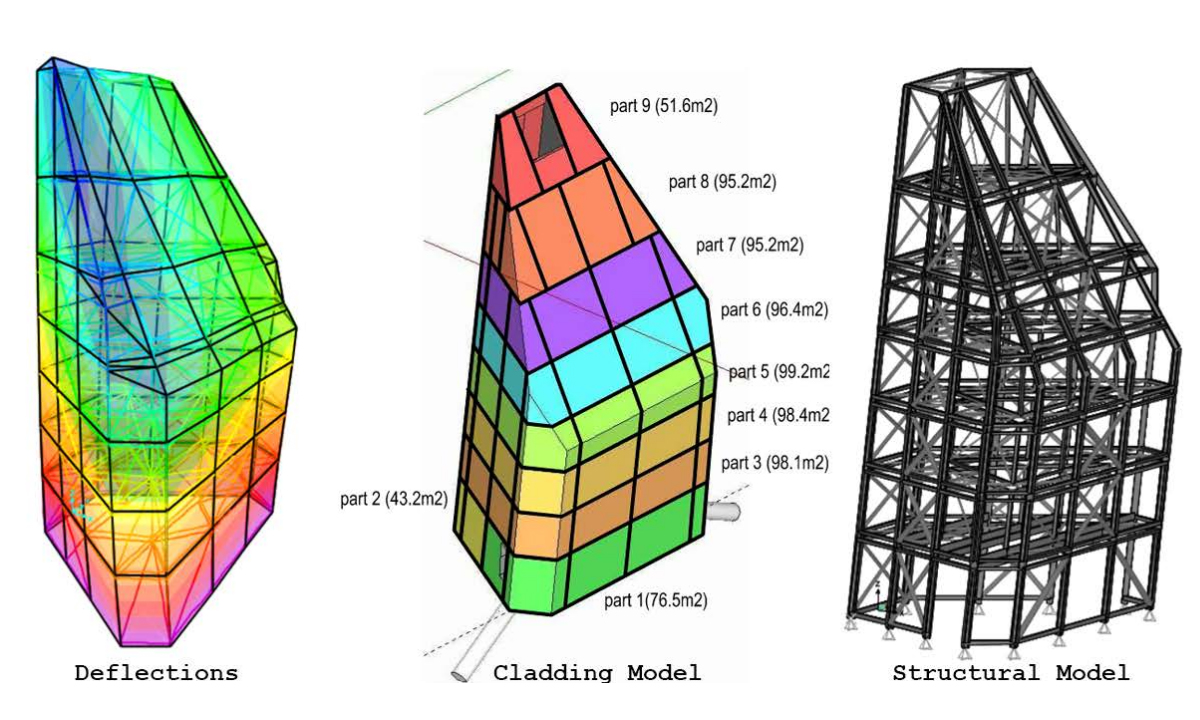 part 9 (51.6m2)
part 8 (95.2m2)
part 7 (95.2m2)
part 6 (96.4m2)
part 5 (99.2m2
part 4 (98.4m2
part 3 (98.1m2)
part 2 (43.2m2)
part 1(76.5m2)
Deflections
Cladding Model
Structural Model